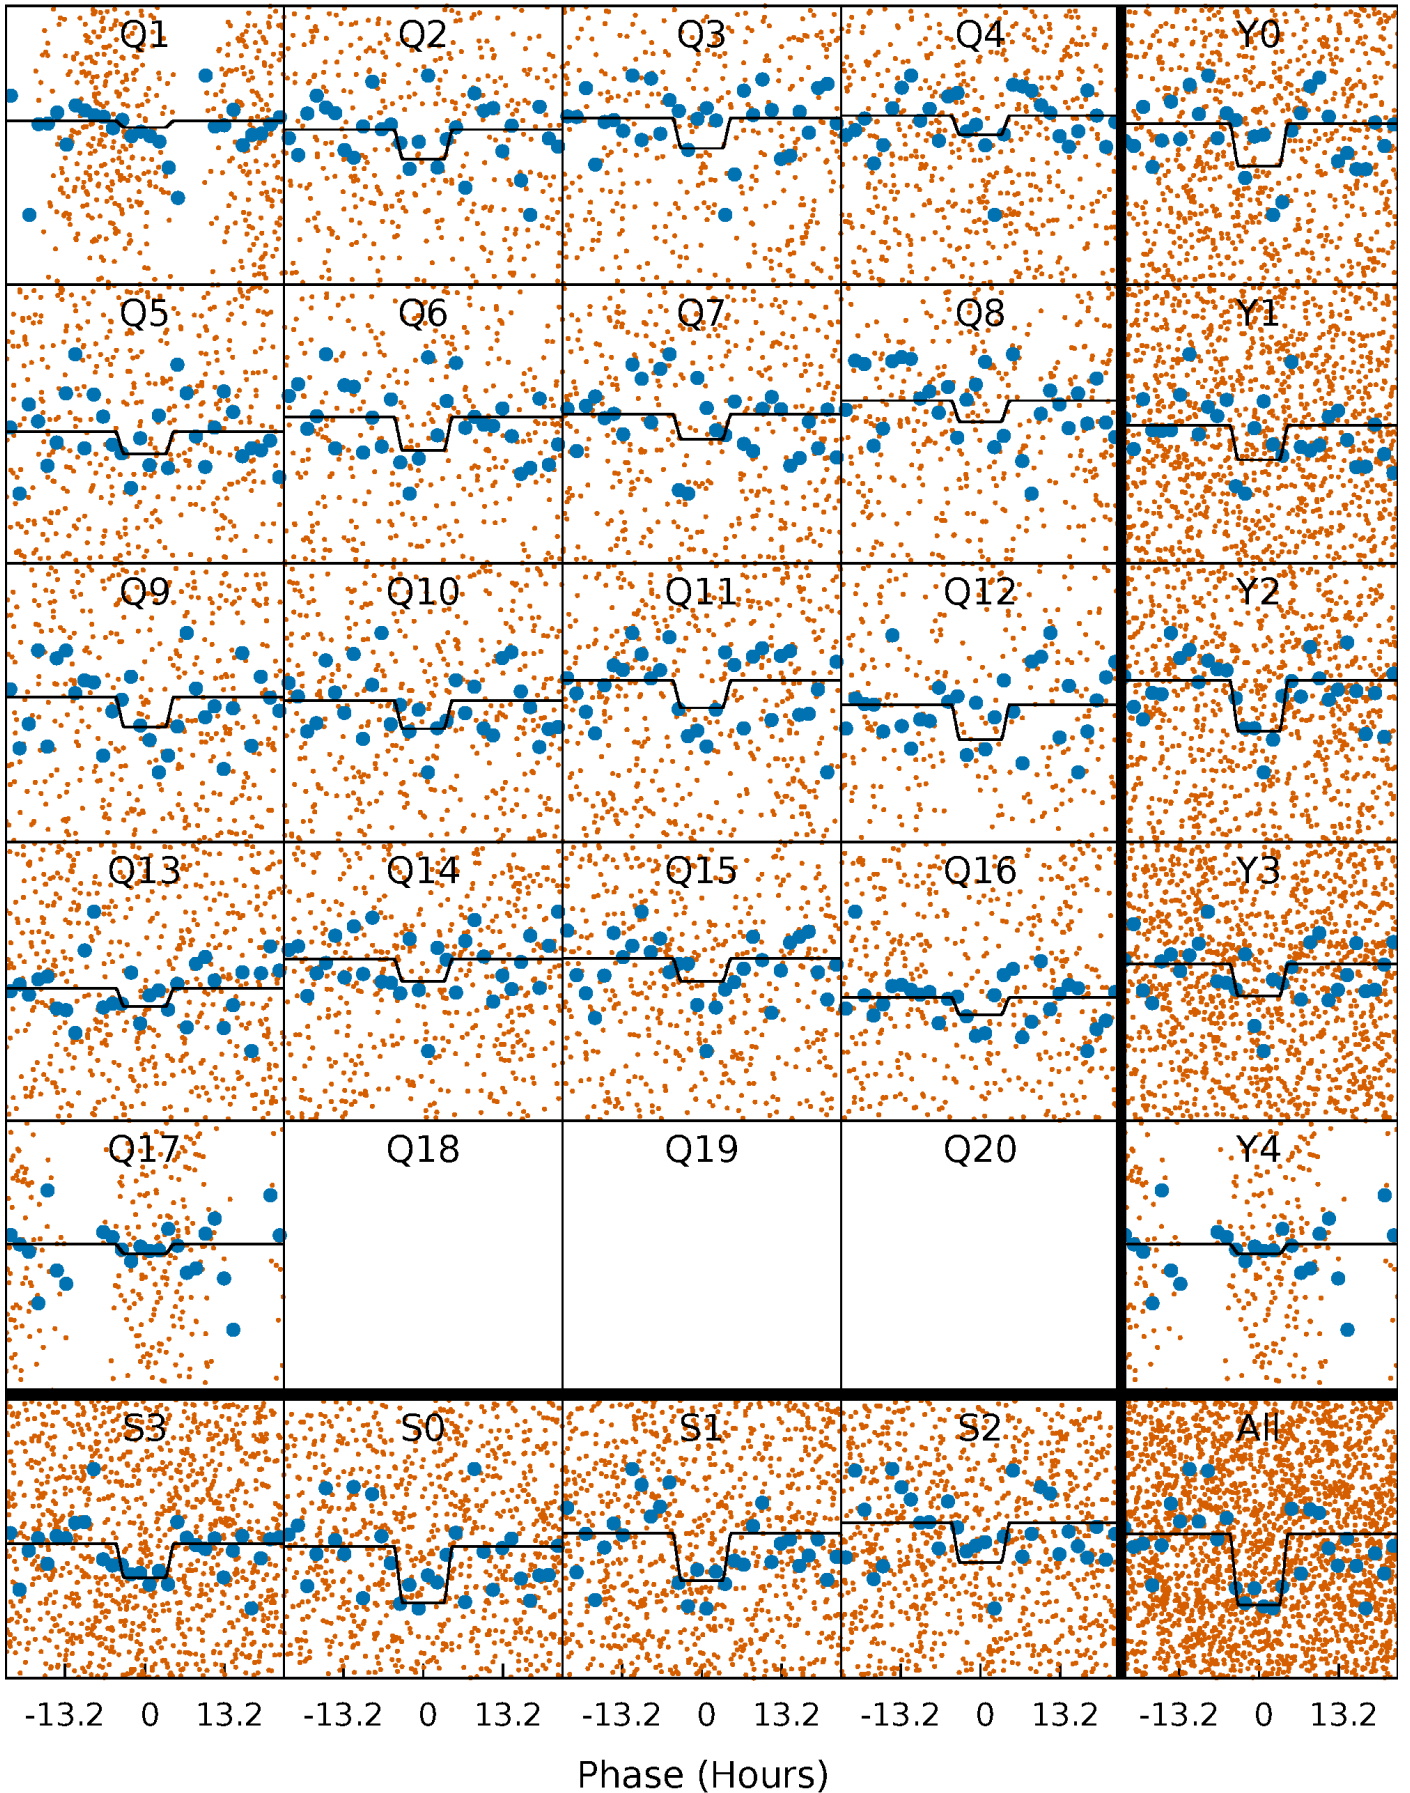 Q1 Q2 Q3 Q4 Y0
Q5 Q6 Q7 Q8 Y1
Q9 Q10 Q11 Q12 Y2
Q13 Q14 Q15 Q16 Y3
Q17 Q18 Q19 Q20 Y4
S3 S0 S1 S2 All
-13.2 0 13.2 -13.2 0 13.2 -13.2 0 13.2 -13.2 0 13.2 -13.2 0 13.2
Phase (Hours)